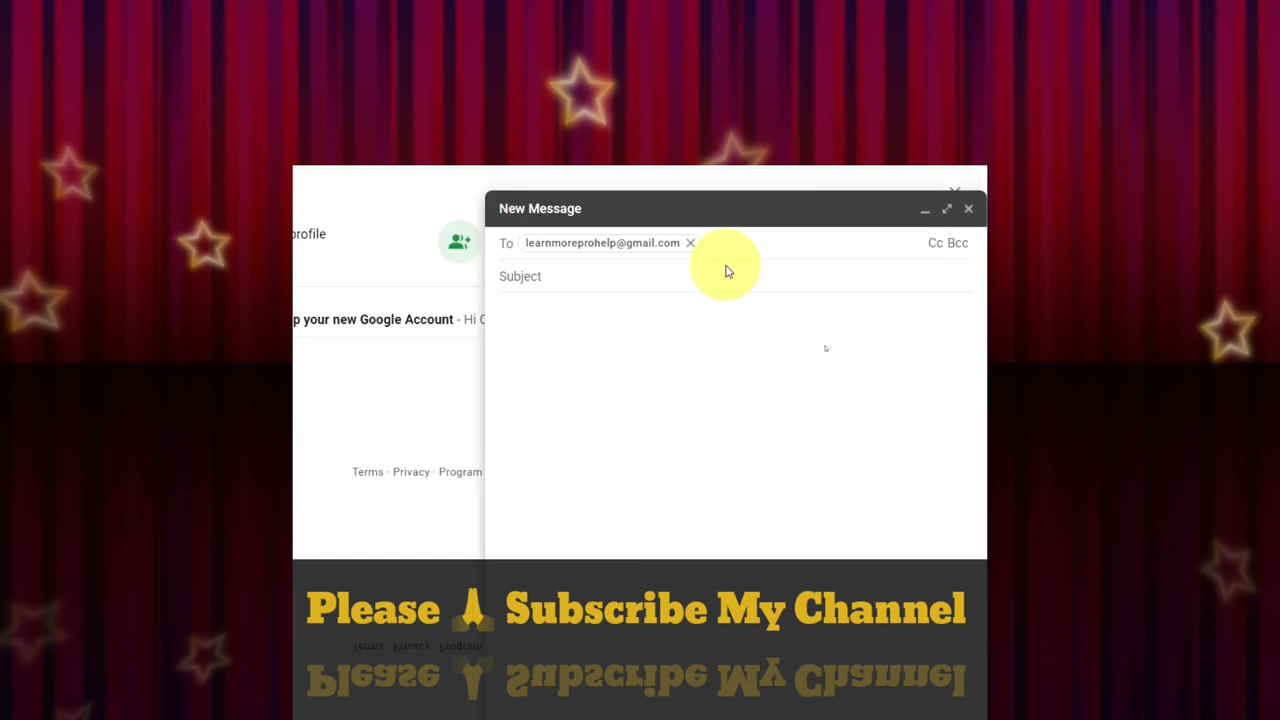 New Message
profile
To learnmoreprohelp@gmail.com Cc Bcc
Subject
p your new Google Account - Hi
Terms · Privacy · Program
Please 🙏 Subscribe My Channel